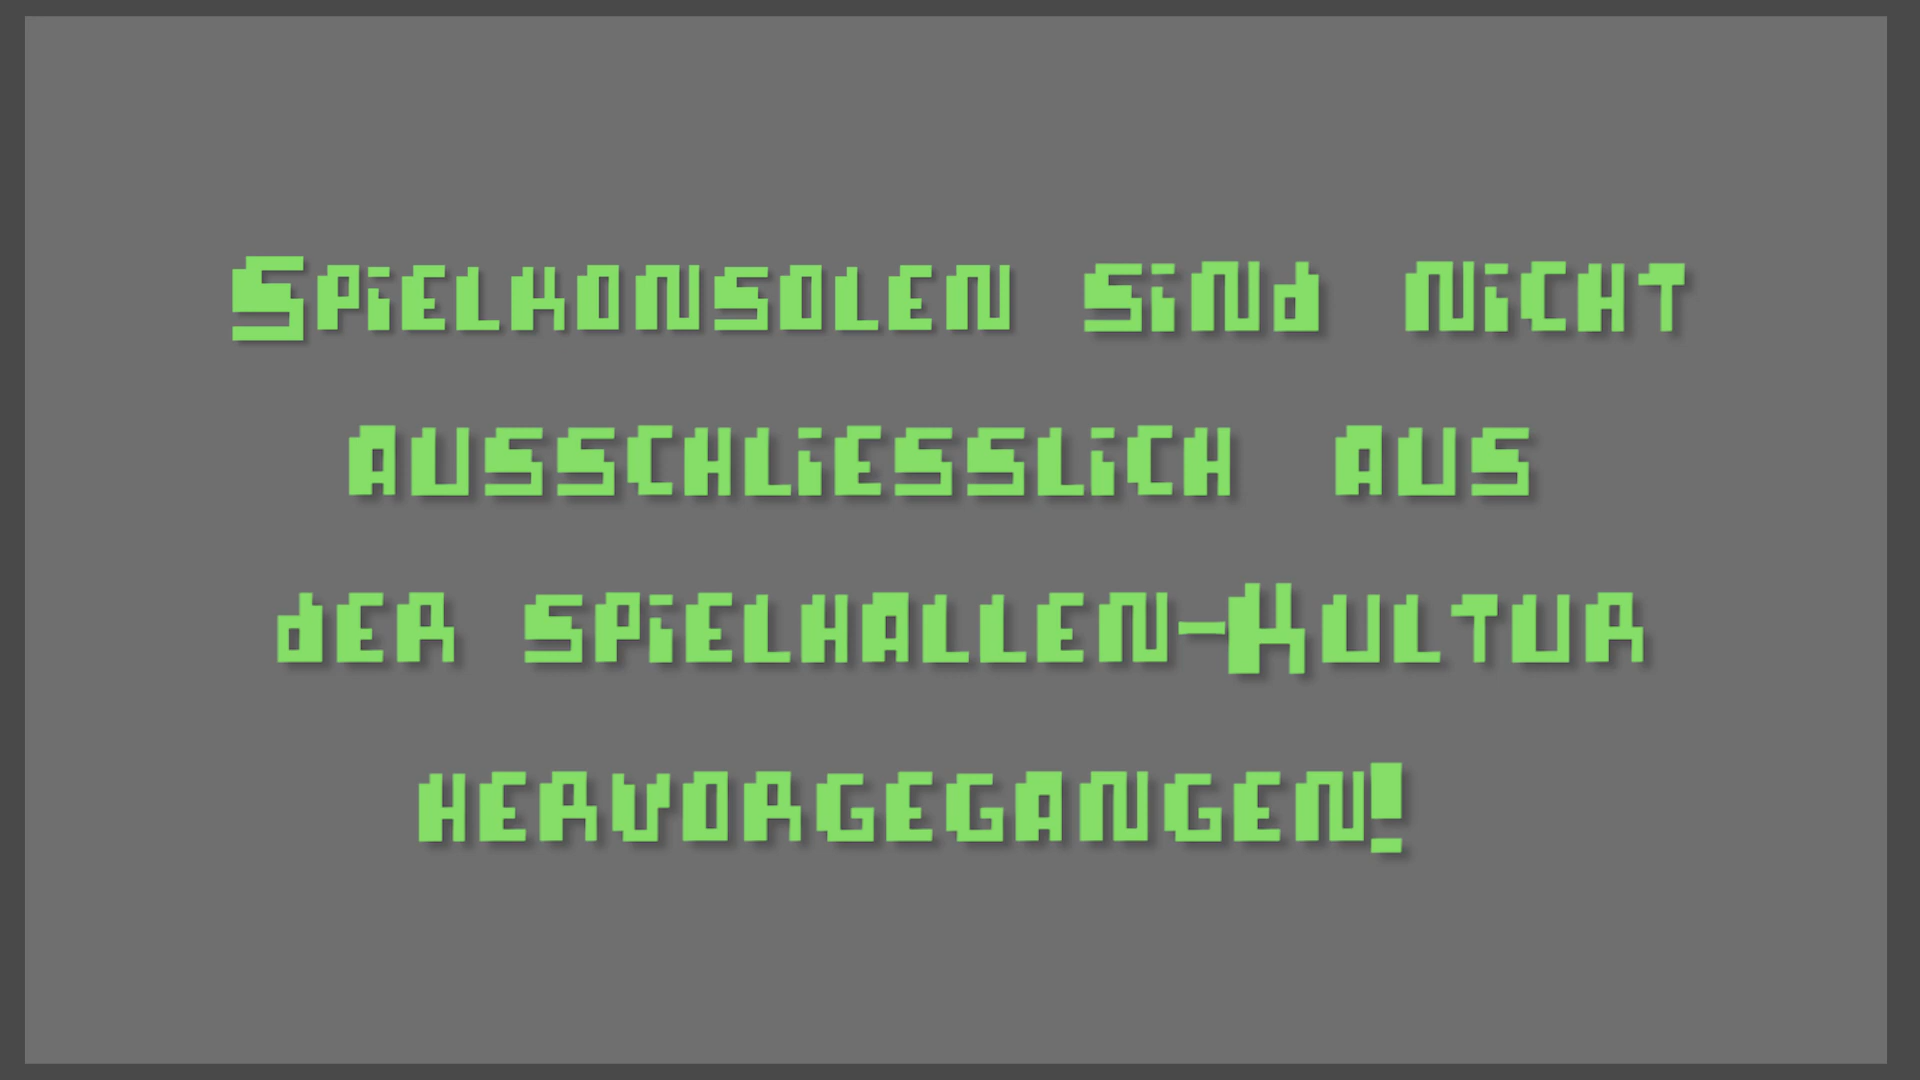 Spielkonsolen sind nicht
ausschliesslich aus
der spielhallen-Kultur
hervorgegangen!